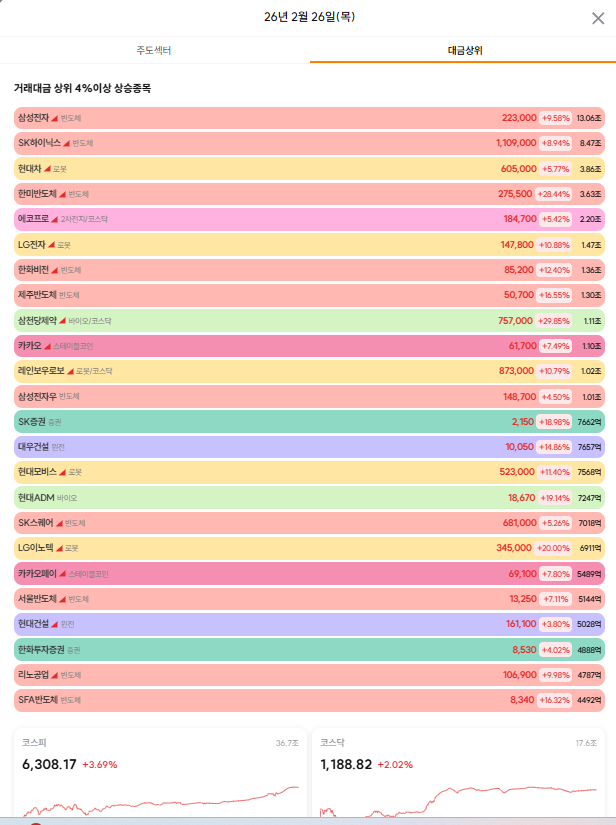 26년 2월 26일(목)
주도섹터 대금상위
거래대금 상위 4%이상 상승종목
삼성전자 반도체 223,000 +9.58% 13.06조
SK하이닉스 반도체 1,109,000 +8.94% 8.47조
현대차 로봇 605,000 +5.77% 3.86조
한미반도체 반도체 275,500 +28.44% 3.63조
에코프로 2차전지/코스닥 184,700 +5.42% 2.20조
LG전자 로봇 147,800 +10.88% 1.47조
한화비전 반도체 85,200 +12.40% 1.36조
제주반도체 반도체 50,700 +16.55% 1.30조
삼천당제약 바이오/코스닥 757,000 +29.85% 1.11조
카카오 스테이블코인 61,700 +7.49% 1.10조
레인보우로보 로봇/코스닥 873,000 +10.79% 1.02조
삼성전자우 반도체 148,700 +4.50% 1.01조
SK증권 증권 2,150 +18.98% 7662억
대우건설 원전 10,050 +14.86% 7657억
현대모비스 로봇 523,000 +11.40% 7568억
현대ADM 바이오 18,670 +19.14% 7247억
SK스퀘어 반도체 681,000 +5.26% 7018억
LG이노텍 로봇 345,000 +20.00% 6911억
카카오페이 스테이블코인 69,100 +7.80% 5489억
서울반도체 반도체 13,250 +7.11% 5144억
현대건설 원전 161,100 +3.80% 5028억
한화투자증권 증권 8,530 +4.02% 4888억
리노공업 반도체 106,900 +9.98% 4787억
SFA반도체 반도체 8,340 +16.32% 4492억
코스피 36.7조
6,308.17 +3.69%
코스닥 17.6조
1,188.82 +2.02%